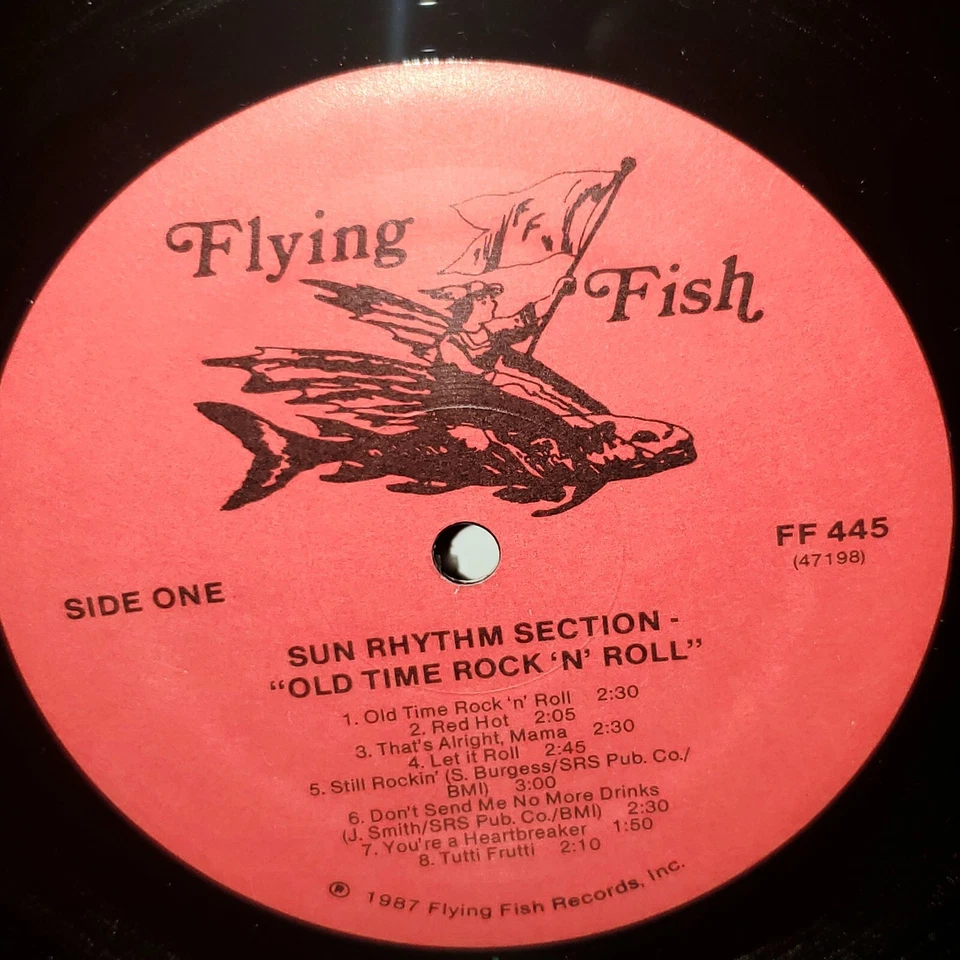 Flying Fish
FF
FF 445
(47198)
SIDE ONE
SUN RHYTHM SECTION -
“OLD TIME ROCK ‘N’ ROLL”
1. Old Time Rock ‘n’ Roll 2:30
2. Red Hot 2:05
3. That's Alright, Mama 2:30
4. Let it Roll 2:45
5. Still Rockin' (S. Burgess/SRS Pub. Co./
BMI) 3:00
6. Don't Send Me No More Drinks
(J. Smith/SRS Pub. Co./BMI) 2:30
7. You're a Heartbreaker 1:50
8. Tutti Frutti 2:10
® 1987 Flying Fish Records, Inc.